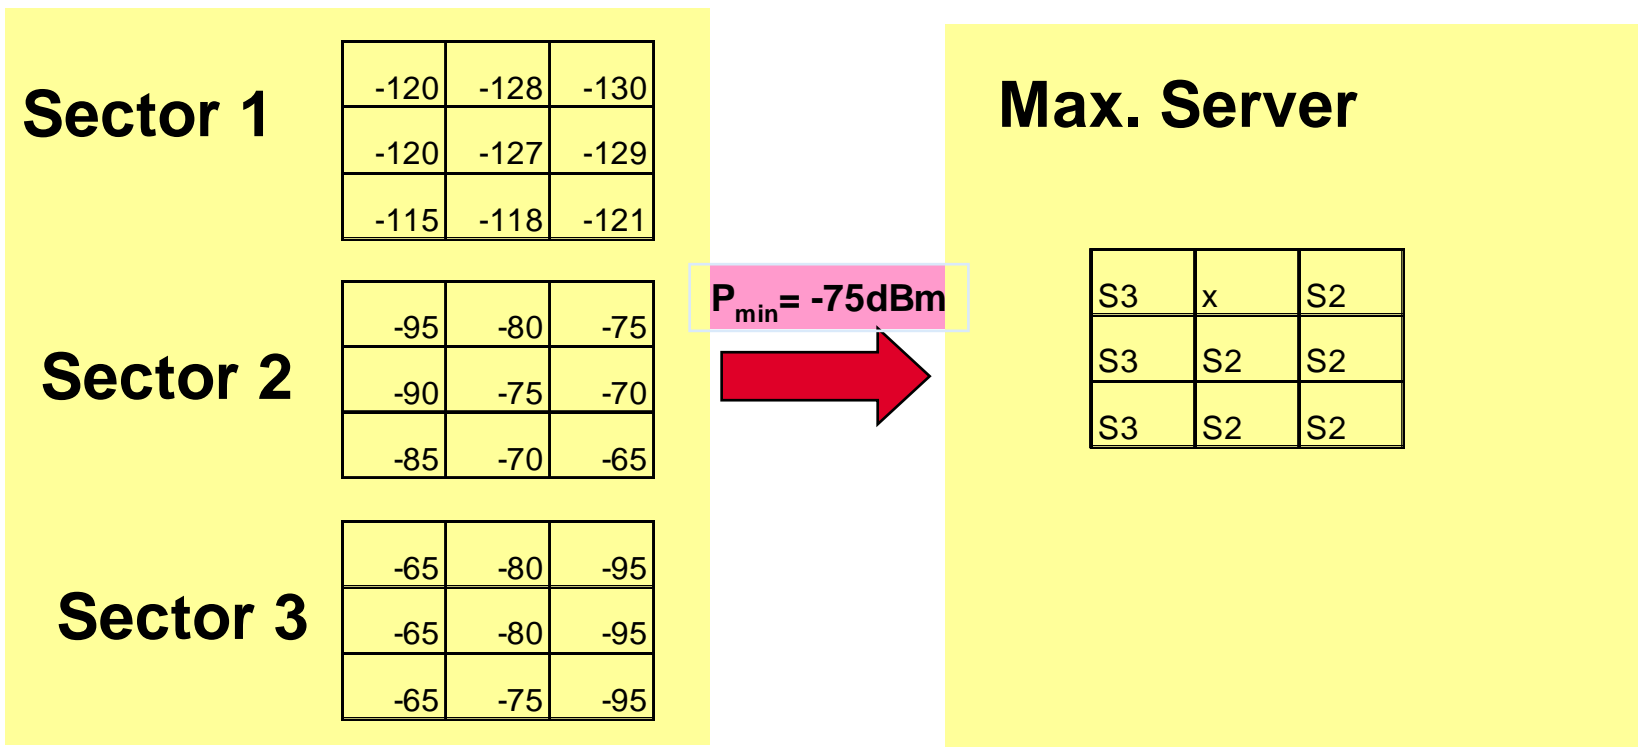 Sector 1
-120 -128 -130
-120 -127 -129
-115 -118 -121
Sector 2
-95 -80 -75
-90 -75 -70
-85 -70 -65
Sector 3
-65 -80 -95
-65 -80 -95
-65 -75 -95
Pmin= -75dBm
Max. Server
S3 x S2
S3 S2 S2
S3 S2 S2